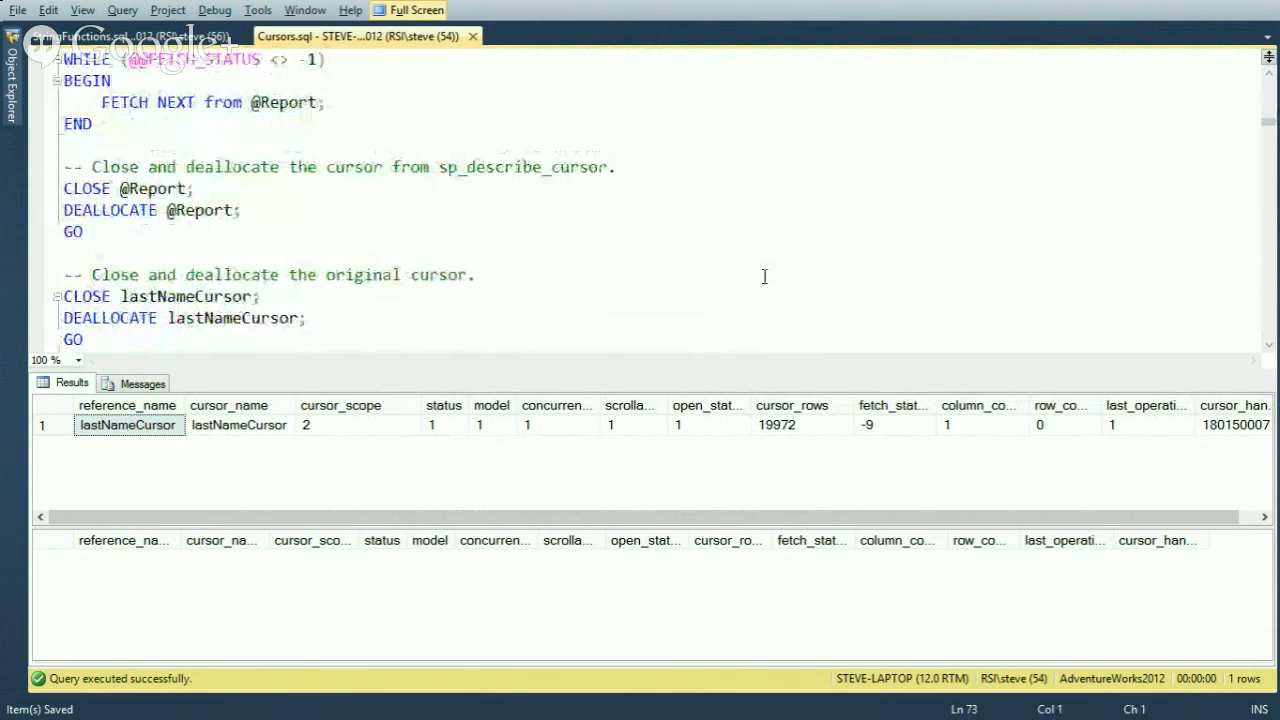 File Edit View Query Project Debug Tools Window Help Full Screen
StringFunctions.sql...012 (RSI\steve (56)) Cursors.sql - STEVE-...012 (RSI\steve (54))
Google+
Object Explorer
WHILE (@@FETCH_STATUS <> -1)
BEGIN
FETCH NEXT from @Report;
END
-- Close and deallocate the cursor from sp_describe_cursor.
CLOSE @Report;
DEALLOCATE @Report;
GO
-- Close and deallocate the original cursor.
CLOSE lastNameCursor;
DEALLOCATE lastNameCursor;
GO
100 %
Results Messages
reference_name cursor_name cursor_scope status model concurren... scrolla... open_stat... cursor_rows fetch_stat... column_co... row_co... last_operati... cursor_han...
1 lastNameCursor lastNameCursor 2 1 1 1 1 1 19972 -9 1 0 1 180150007
reference_na... cursor_na... cursor_sco... status model concurren... scrolla... open_stat... cursor_ro... fetch_stat... column_co... row_co... last_operati... cursor_han...
Query executed successfully. STEVE-LAPTOP (12.0 RTM) RSI\steve (54) AdventureWorks2012 00:00:00 1 rows
Item(s) Saved Ln 73 Col 1 Ch 1 INS